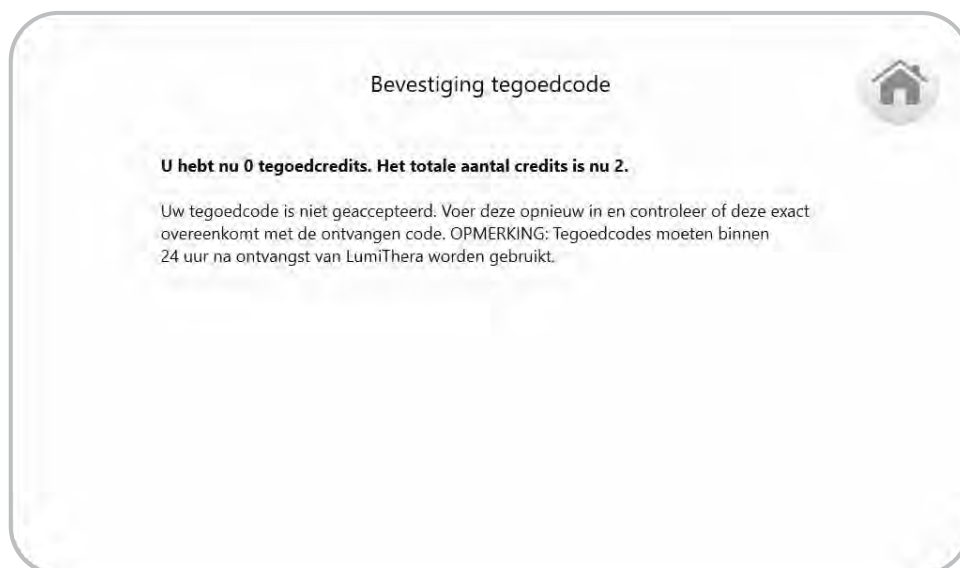 Bevestiging tegoedcode
U hebt nu 0 tegoedcredits. Het totale aantal credits is nu 2.
Uw tegoedcode is niet geaccepteerd. Voer deze opnieuw in en controleer of deze exact
overeenkomt met de ontvangen code. OPMERKING: Tegoedcodes moeten binnen
24 uur na ontvangst van LumiThera worden gebruikt.